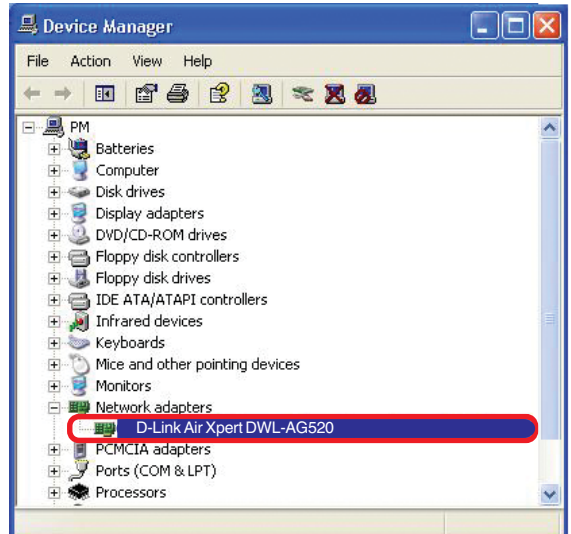 Device Manager
File Action View Help
PM
Batteries
Computer
Disk drives
Display adapters
DVD/CD-ROM drives
Floppy disk controllers
Floppy disk drives
IDE ATA/ATAPI controllers
Infrared devices
Keyboards
Mice and other pointing devices
Monitors
Network adapters
D-Link Air Xpert DWL-AG520
PCMCIA adapters
Ports (COM & LPT)
Processors